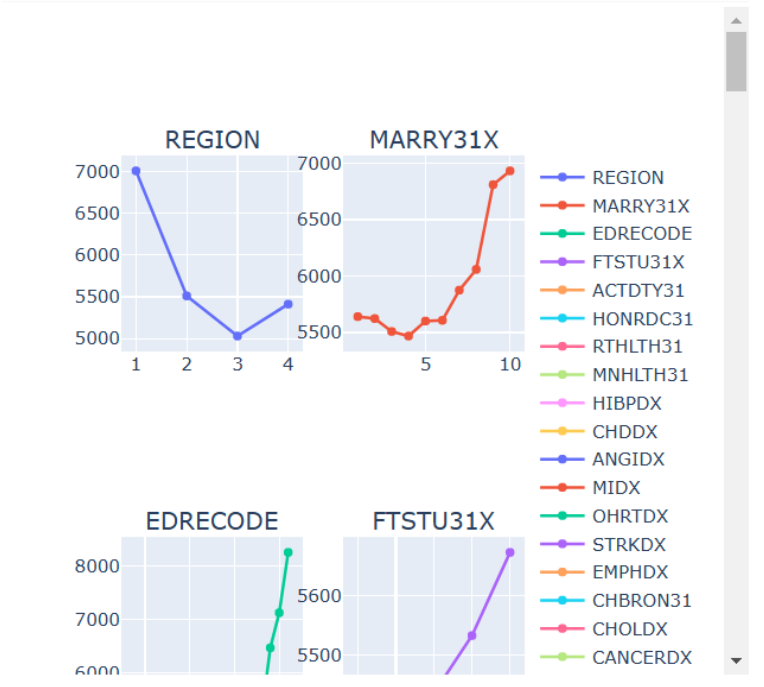 REGION
MARRY31X
7000
6500
6000
5500
5000
1 2 3 4
7000
6500
6000
5500
5 10
REGION
MARRY31X
EDRECODE
FTSTU31X
ACTDTY31
HONRDC31
RTHLTH31
MNHLTH31
HIBPDX
CHDDX
ANGIDX
MIDX
OHRTDX
STRKDX
EMPHDX
CHBRON31
CHOLDX
CANCERDX
EDRECODE
FTSTU31X
8000
7000
6000
5600
5500